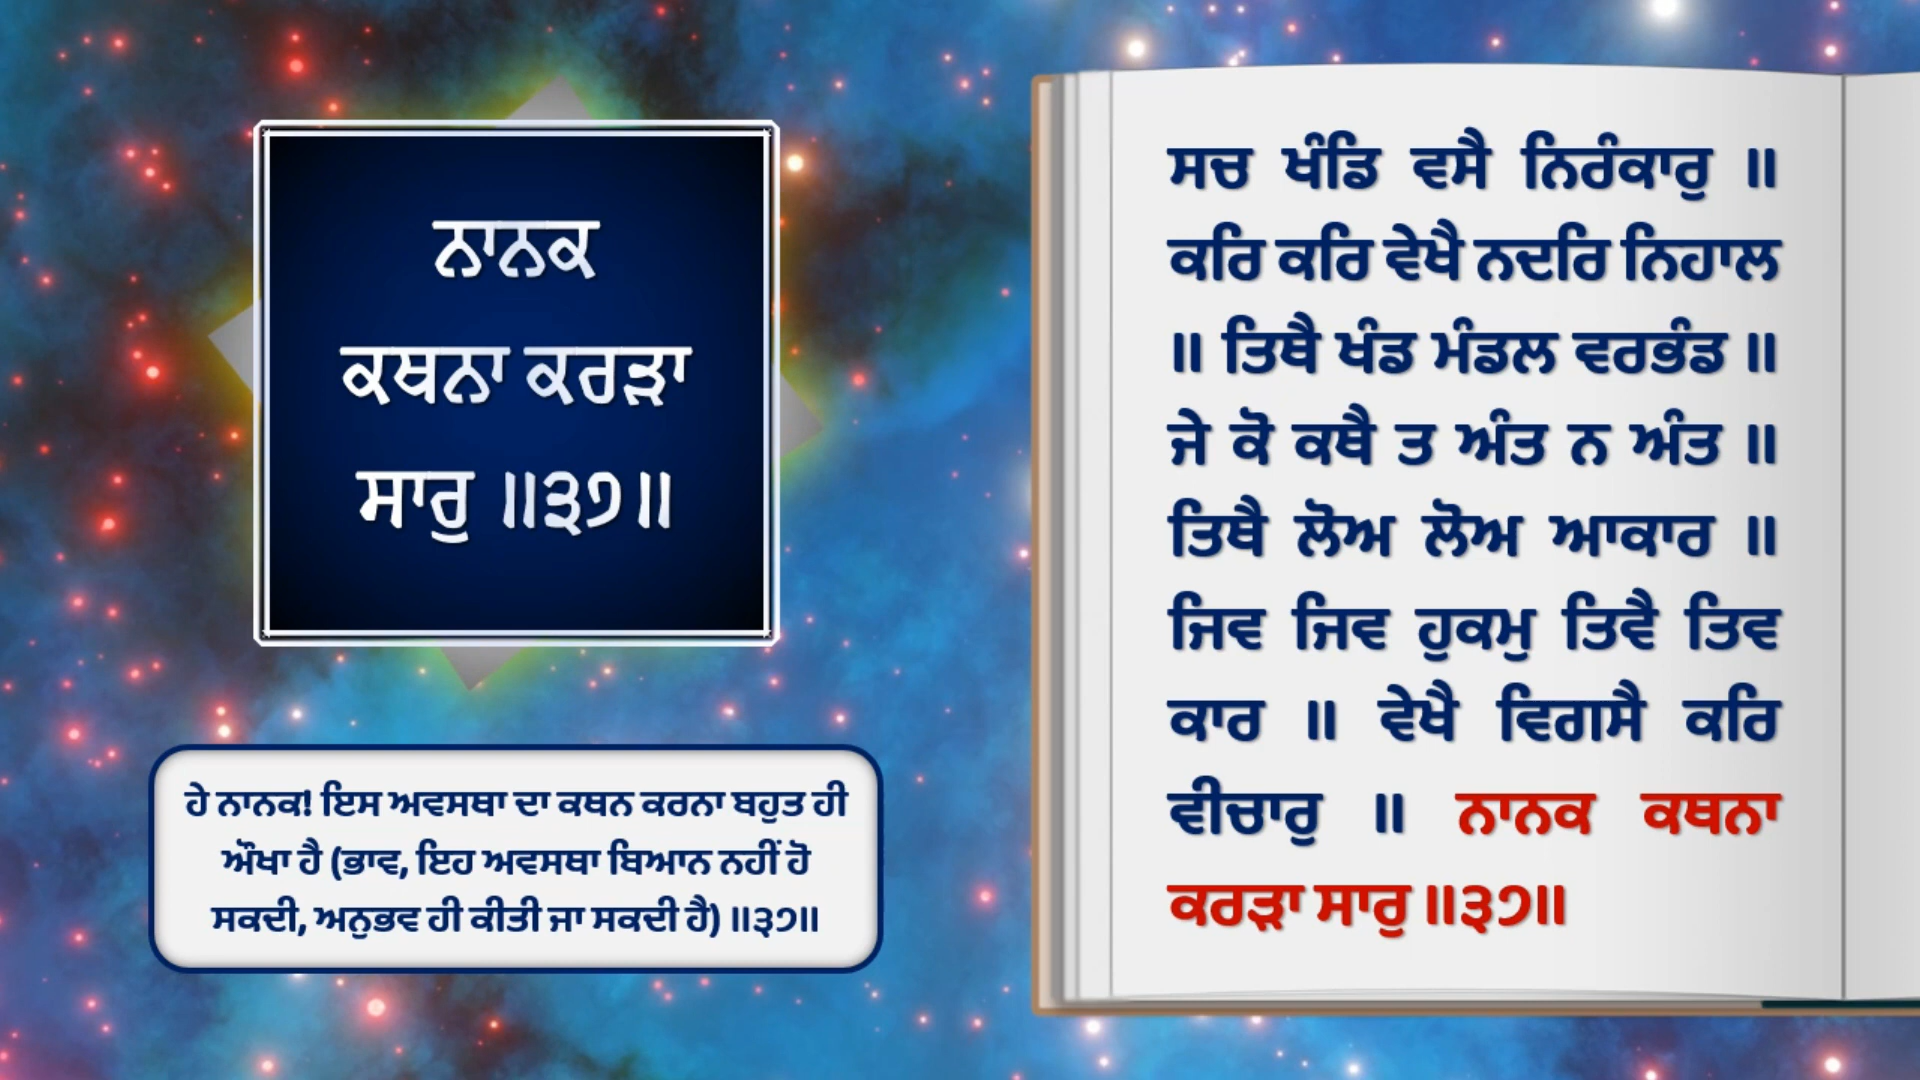 ਨਾਨਕ
ਕਥਨਾ ਕਰੜਾ
ਸਾਰੁ ॥੩੭॥
ਹੇ ਨਾਨਕ! ਇਸ ਅਵਸਥਾ ਦਾ ਕਥਨ ਕਰਨਾ ਬਹੁਤ ਹੀ
ਔਖਾ ਹੈ (ਭਾਵ, ਇਹ ਅਵਸਥਾ ਬਿਆਨ ਨਹੀਂ ਹੋ
ਸਕਦੀ, ਅਨੁਭਵ ਹੀ ਕੀਤੀ ਜਾ ਸਕਦੀ ਹੈ) ॥੩੭॥
ਸਚ ਖੰਡਿ ਵਸੈ ਨਿਰੰਕਾਰੁ ॥
ਕਰਿ ਕਰਿ ਵੇਖੈ ਨਦਰਿ ਨਿਹਾਲ
॥ ਤਿਥੈ ਖੰਡ ਮੰਡਲ ਵਰਭੰਡ ॥
ਜੇ ਕੋ ਕਥੈ ਤ ਅੰਤ ਨ ਅੰਤ ॥
ਤਿਥੈ ਲੋਅ ਲੋਅ ਆਕਾਰ ॥
ਜਿਵ ਜਿਵ ਹੁਕਮੁ ਤਿਵੈ ਤਿਵ
ਕਾਰ ॥ ਵੇਖੈ ਵਿਗਸੈ ਕਰਿ
ਵੀਚਾਰੁ ॥ ਨਾਨਕ ਕਥਨਾ
ਕਰੜਾ ਸਾਰੁ ॥੩੭॥